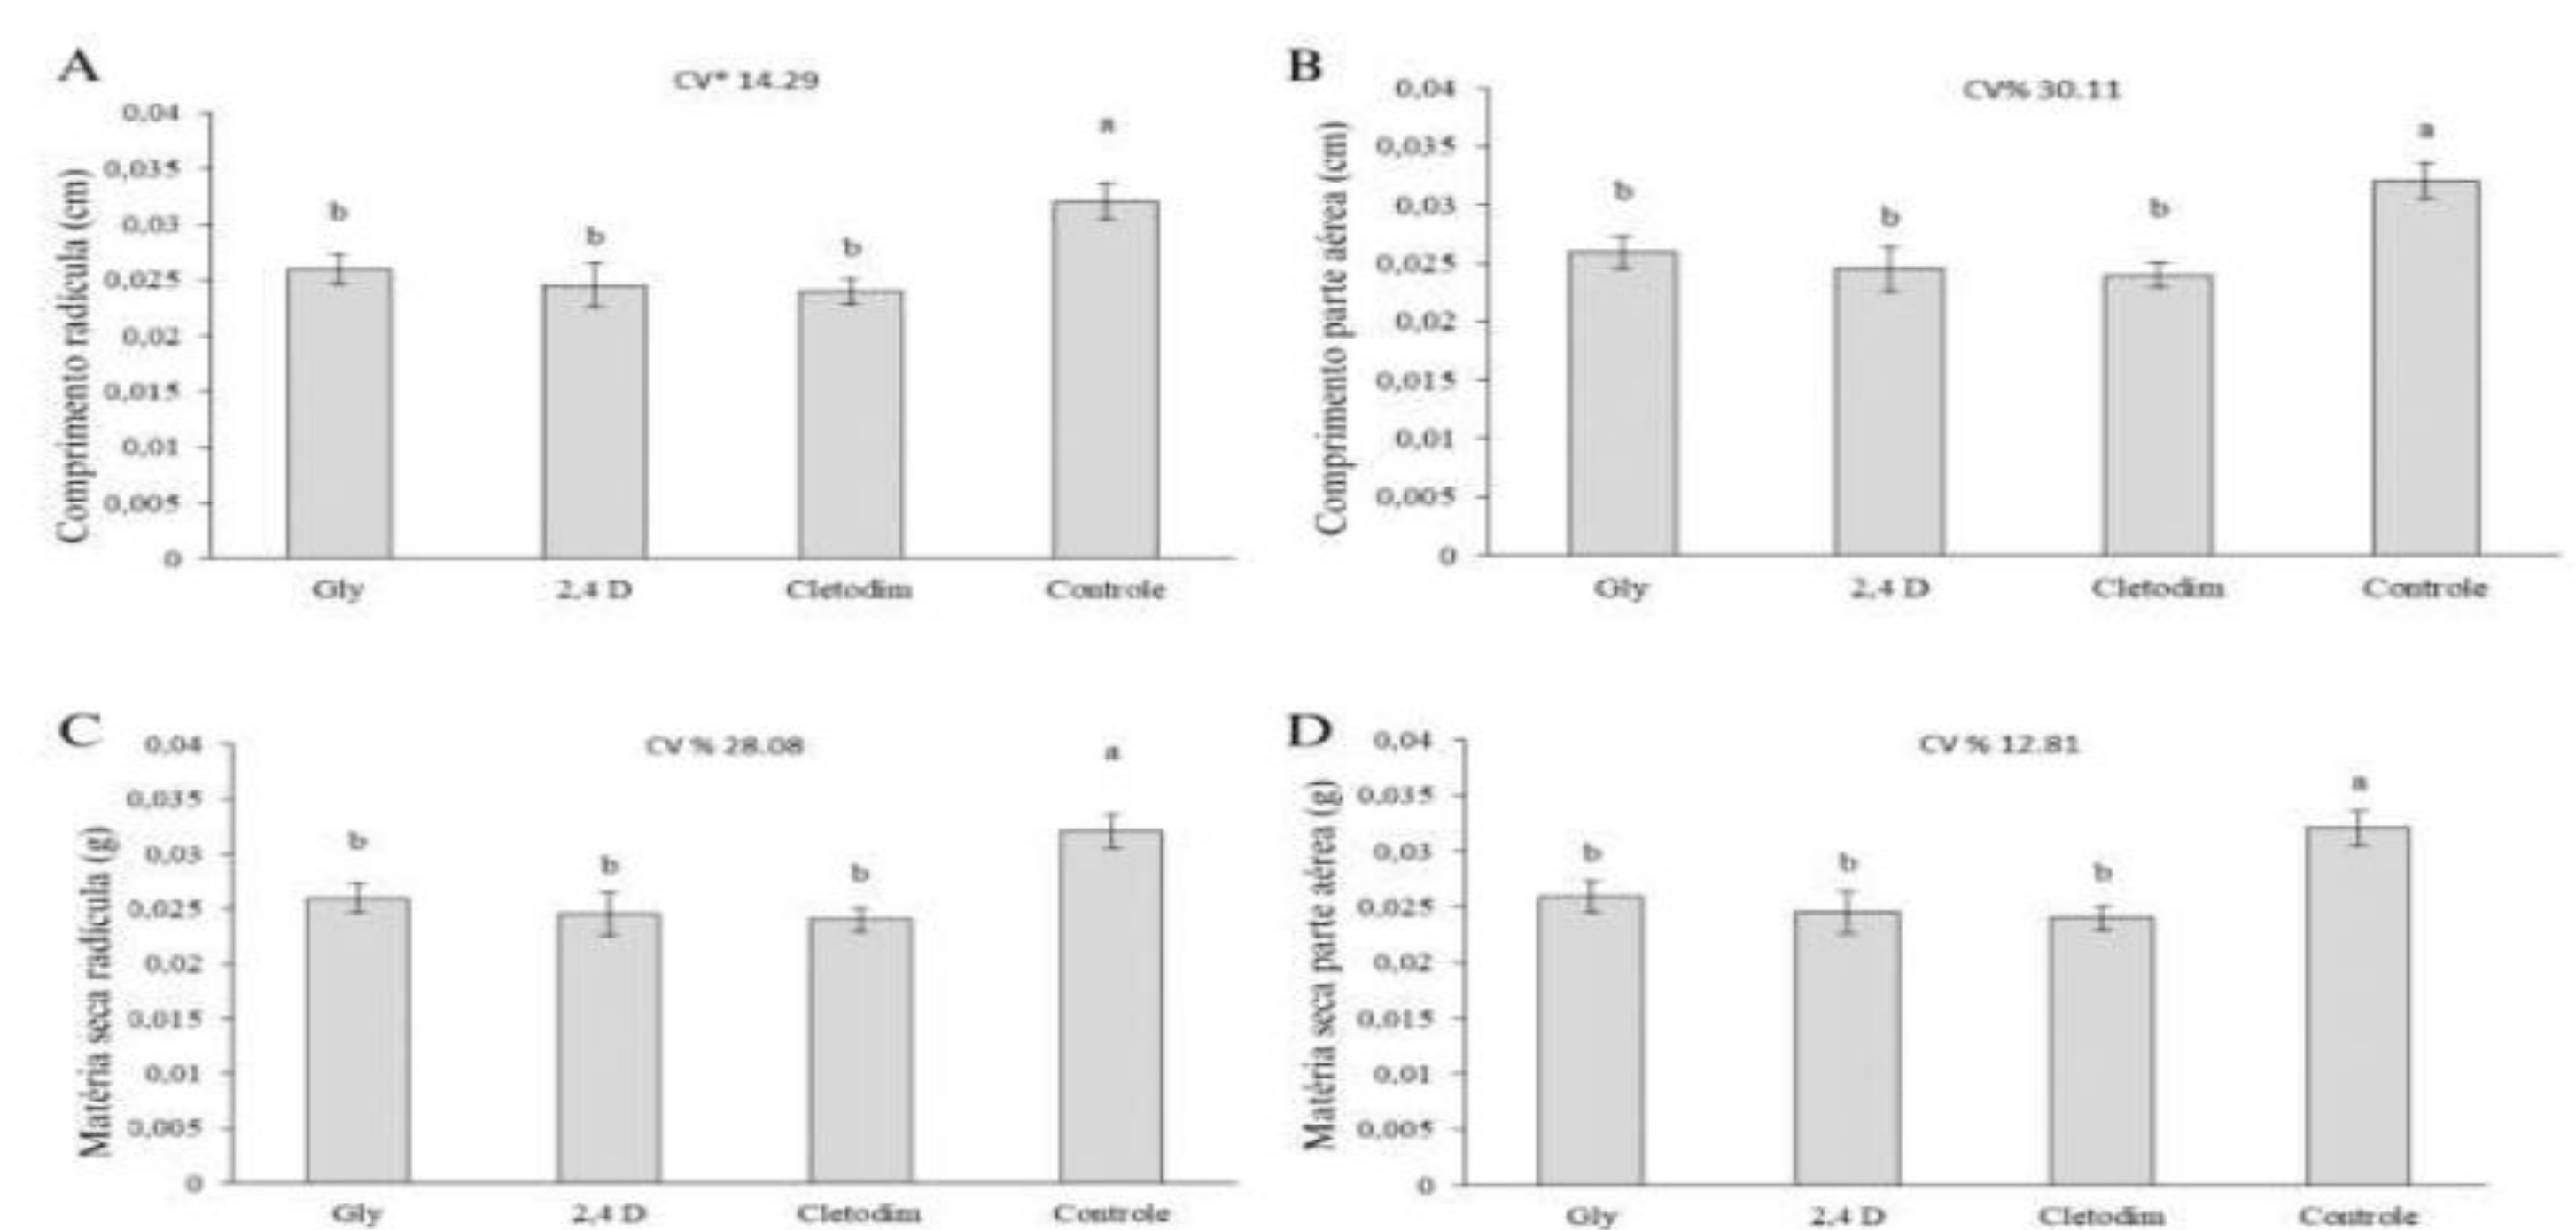 A
CV* 14.29
Comprimento radícula (cm)
0,04
0,035
0,03
0,025
0,02
0,015
0,01
0,005
0
b
b
b
a
Gly
2,4 D
Cletodim
Controle
B
CV% 30.11
Comprimento parte aérea (cm)
0,04
0,035
0,03
0,025
0,02
0,015
0,01
0,005
0
b
b
b
a
Gly
2,4 D
Cletodim
Controle
C
CV % 28.08
Matéria seca radícula (g)
0,04
0,035
0,03
0,025
0,02
0,015
0,01
0,005
0
b
b
b
a
Gly
2,4 D
Cletodim
Controle
D
CV % 12.81
Matéria seca parte aérea (g)
0,04
0,035
0,03
0,025
0,02
0,015
0,01
0,005
0
b
b
b
a
Gly
2,4 D
Cletodim
Controle